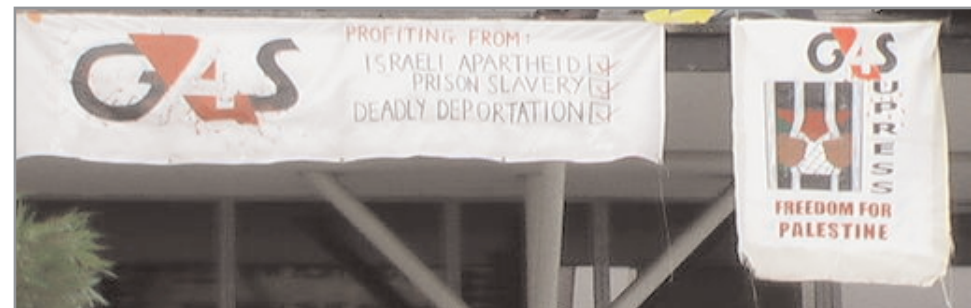 G4S
PROFITING FROM:
ISRAELI APARTHEID
PRISON SLAVERY
DEADLY DEPORTATION
G4S
UPRESS
FREEDOM FOR
PALESTINE